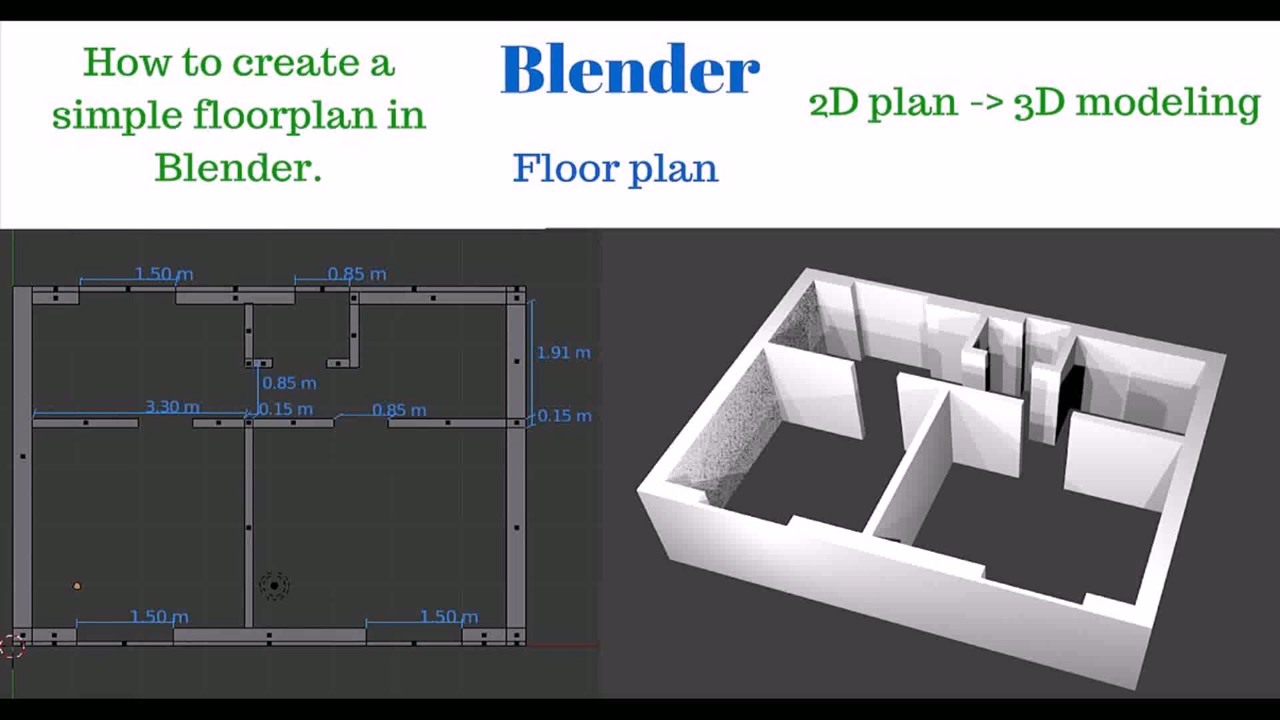 How to create a
simple floorplan in
Blender.
Blender
Floor plan
2D plan -> 3D modeling
1.50 m
0.85 m
1.91 m
0.85 m
3.30 m
0.15 m
0.85 m
0.15 m
1.50 m
1.50 m